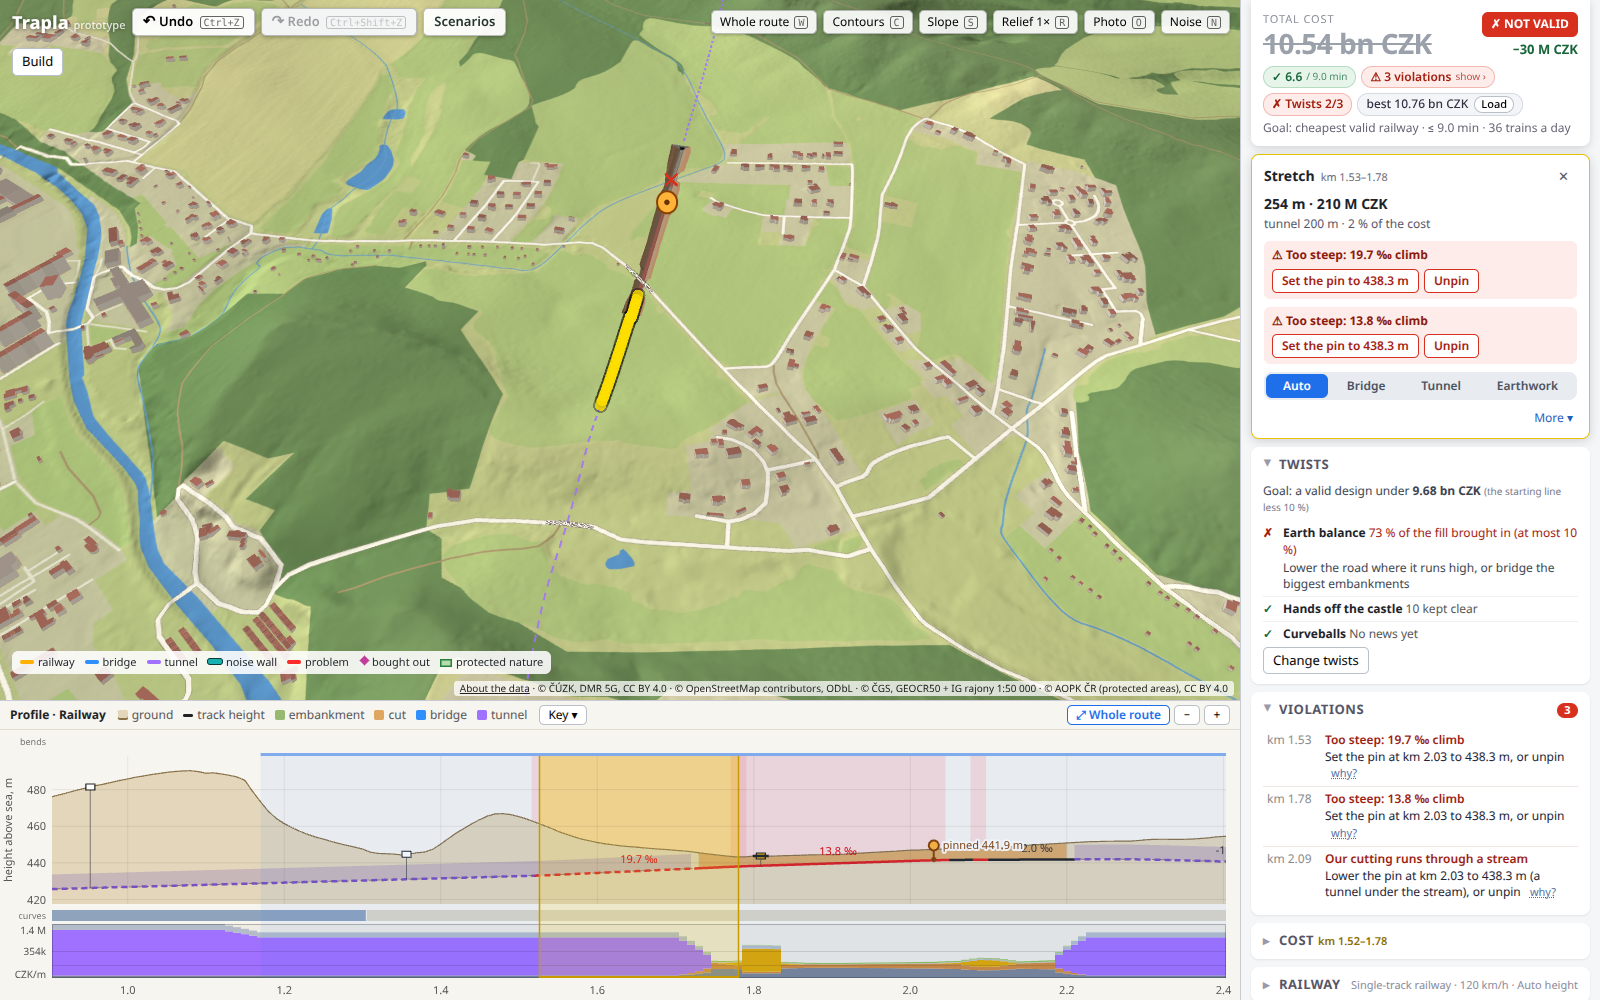 Trapla prototype
↶ Undo Ctrl+Z
↷ Redo Ctrl+Shift+Z
Scenarios
Whole route W
Contours C
Slope S
Relief 1× R
Photo O
Noise N
Build
railway
bridge
tunnel
noise wall
problem
bought out
protected nature
About the data · © ČÚZK, DMR 5G, CC BY 4.0 · © OpenStreetMap contributors, ODbL · © ČGS, GEOCR50 + IG rajony 1:50 000 · © AOPK ČR (protected areas), CC BY 4.0
Profile · Railway
ground
track height
embankment
cut
bridge
tunnel
Key ▾
⤢ Whole route
−
+
bends
height above sea, m
480
460
440
420
19.7 ‰
13.8 ‰
pinned 441.9 m
2.0 ‰
-1
curves
1.4 M
354k
CZK/m
1.0
1.2
1.4
1.6
1.8
2.0
2.2
2.4
TOTAL COST
10.54 bn CZK
✗ NOT VALID
−30 M CZK
✓ 6.6 / 9.0 min
⚠ 3 violations show ›
✗ Twists 2/3
best 10.76 bn CZK Load
Goal: cheapest valid railway · ≤ 9.0 min · 36 trains a day
Stretch km 1.53–1.78
✕
254 m · 210 M CZK
tunnel 200 m · 2 % of the cost
⚠ Too steep: 19.7 ‰ climb
Set the pin to 438.3 m
Unpin
⚠ Too steep: 13.8 ‰ climb
Set the pin to 438.3 m
Unpin
Auto
Bridge
Tunnel
Earthwork
More ▾
▼ TWISTS
Goal: a valid design under 9.68 bn CZK (the starting line
less 10 %)
✗ Earth balance 73 % of the fill brought in (at most 10
%)
Lower the road where it runs high, or bridge the
biggest embankments
✓ Hands off the castle 10 kept clear
✓ Curveballs No news yet
Change twists
▼ VIOLATIONS
3
km 1.53 Too steep: 19.7 ‰ climb
Set the pin at km 2.03 to 438.3 m, or unpin
why?
km 1.78 Too steep: 13.8 ‰ climb
Set the pin at km 2.03 to 438.3 m, or unpin
why?
km 2.09 Our cutting runs through a stream
Lower the pin at km 2.03 to 438.3 m (a
tunnel under the stream), or unpin why?
▶ COST km 1.52–1.78
▶ RAILWAY Single-track railway · 120 km/h · Auto height